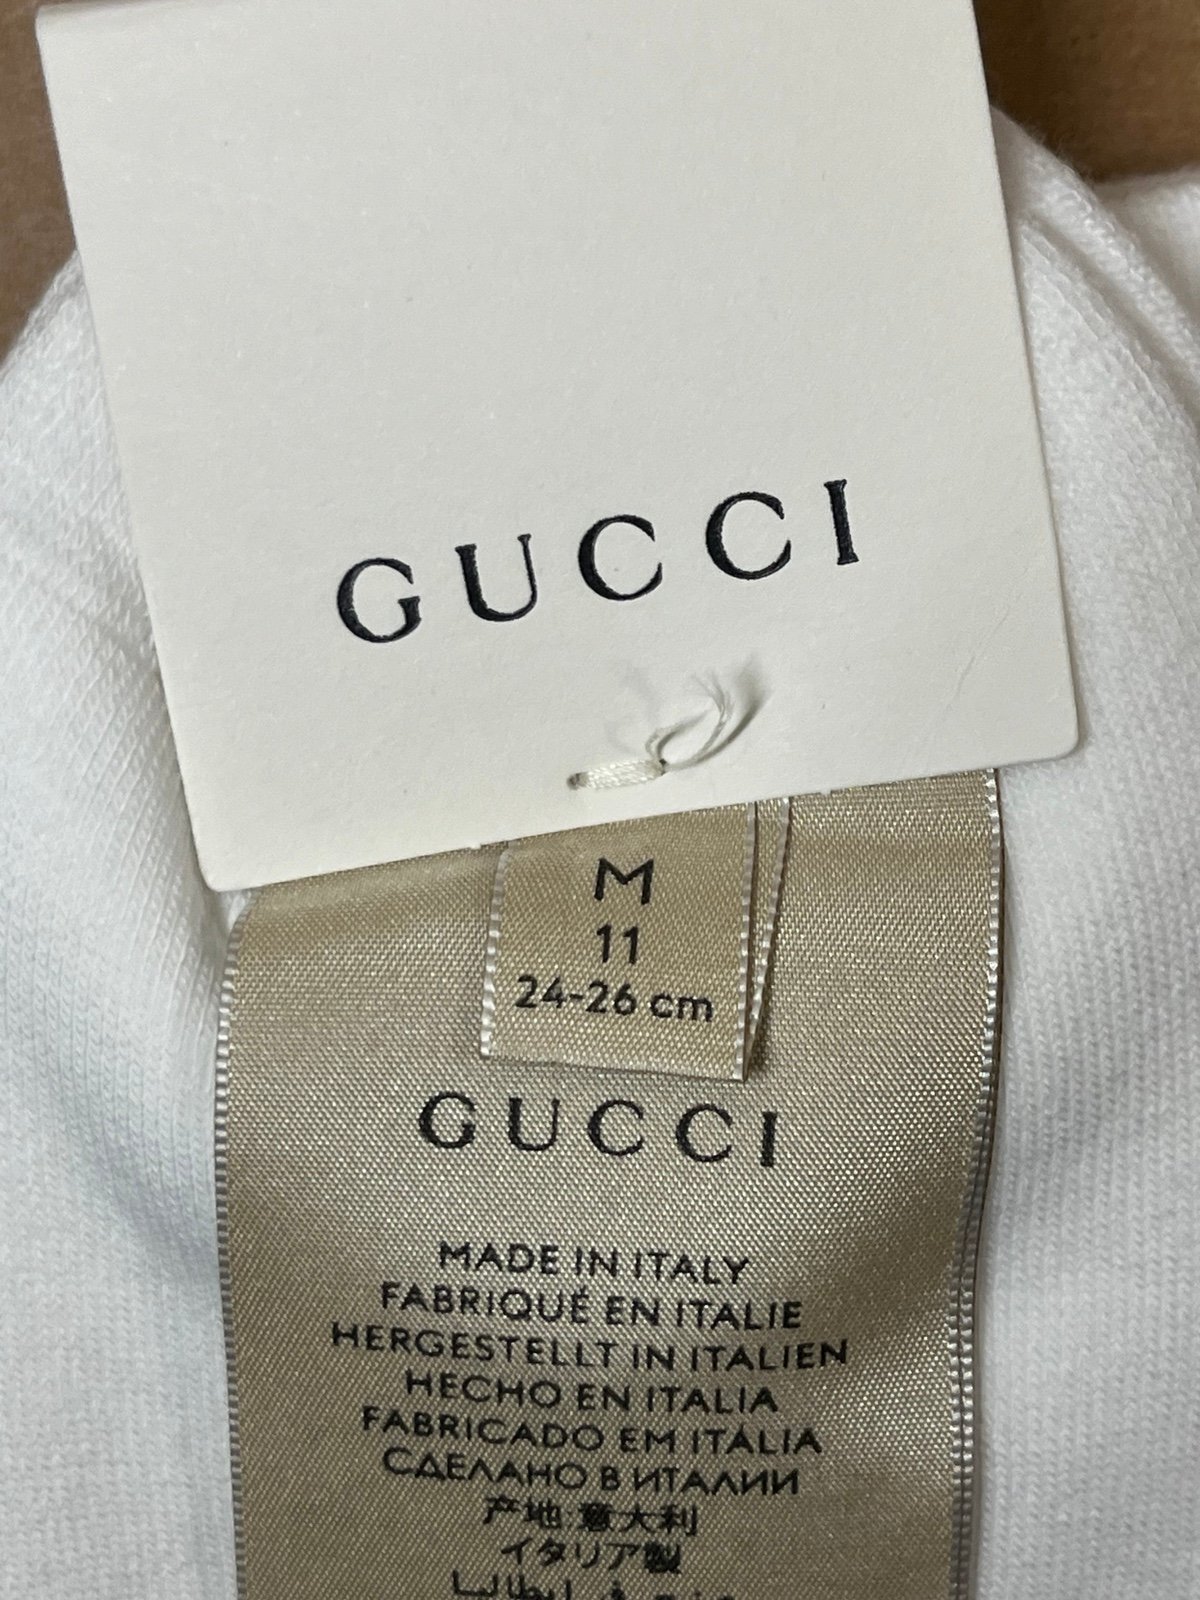 GUCCI
M
11
24-26 cm
GUCCI
MADE IN ITALY
FABRIQUÉ EN ITALIE
HERGESTELLT IN ITALIEN
HECHO EN ITALIA
FABRICADO EM ITÁLIA
СДЕЛАНО В ИТАЛИИ
产地:意大利
イタリア製